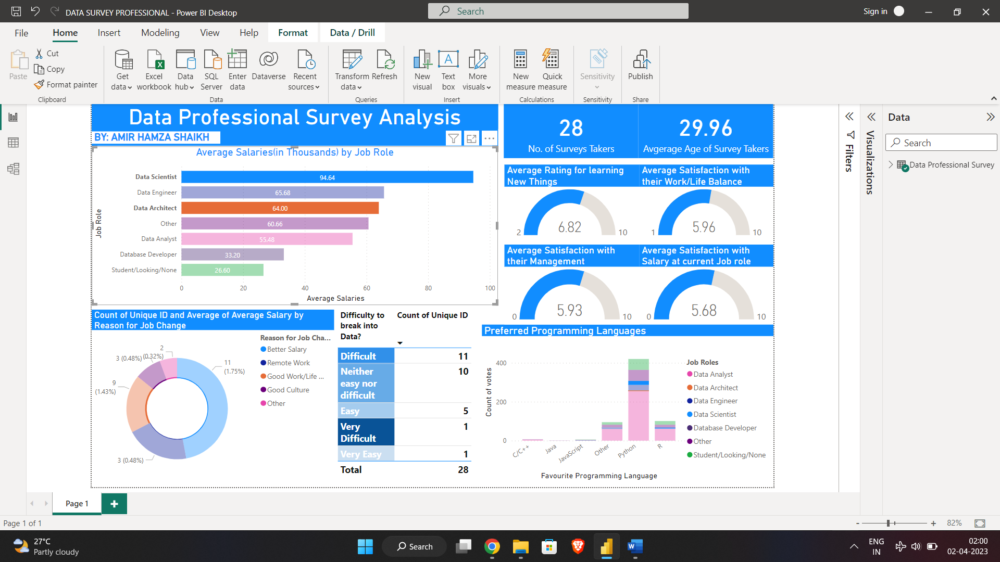 DATA SURVEY PROFESSIONAL - Power BI Desktop
Search
Sign in
File
Home
Insert
Modeling
View
Help
Format
Data / Drill
Paste
Cut
Copy
Format painter
Clipboard
Get data
Excel workbook
Data hub
SQL Server
Enter data
Dataverse
Recent sources
Data
Transform data
Refresh
Queries
New visual
Text box
More visuals
Insert
New measure
Quick measure
Calculations
Sensitivity
Sensitivity
Publish
Share
Data Professional Survey Analysis
BY: AMIR HAMZA SHAIKH
28
No. of Surveys Takers
29.96
Avgerage Age of Survey Takers
Average Salaries(in Thousands) by Job Role
Job Role
Data Scientist 94.64
Data Engineer 65.68
Data Architect 64.00
Other 60.66
Data Analyst 55.48
Database Developer 33.20
Student/Looking/None 26.60
0 20 40 60 80 100
Average Salaries
Average Rating for learning
New Things
2 6.82 10
Average Satisfaction with
their Work/Life Balance
1 5.96 10
Average Satisfaction with
their Management
0 5.93 10
Average Satisfaction with
Salary at current Job role
0 5.68 10
Count of Unique ID and Average of Average Salary by
Reason for Job Change
2
(0.32%)
3 (0.48%)
11
(1.75%)
9
(1.43%)
3 (0.48%)
Reason for Job Cha...
Better Salary
Remote Work
Good Work/Life ...
Good Culture
Other
Difficulty to
break into
Data?
Count of Unique ID
Difficult 11
Neither
easy nor
difficult
10
Easy 5
Very
Difficult
1
Very Easy 1
Total 28
Preferred Programming Languages
Count of votes
400
200
0
C/C++
Java
JavaScript
Other
Python
R
Favourite Programming Language
Job Roles
Data Analyst
Data Architect
Data Engineer
Data Scientist
Database Developer
Other
Student/Looking/None
Filters
Visualizations
Data
Search
Data Professional Survey
Page 1
Page 1 of 1
- + 82%
27°C
Partly cloudy
Search
ENG
IN
02:00
02-04-2023